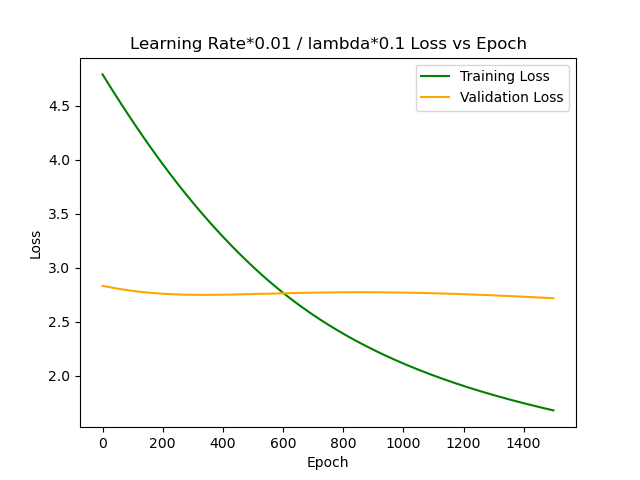 Learning Rate*0.01 / lambda*0.1 Loss vs Epoch
Training Loss
Validation Loss
4.5
4.0
3.5
3.0
2.5
2.0
Loss
0 200 400 600 800 1000 1200 1400
Epoch